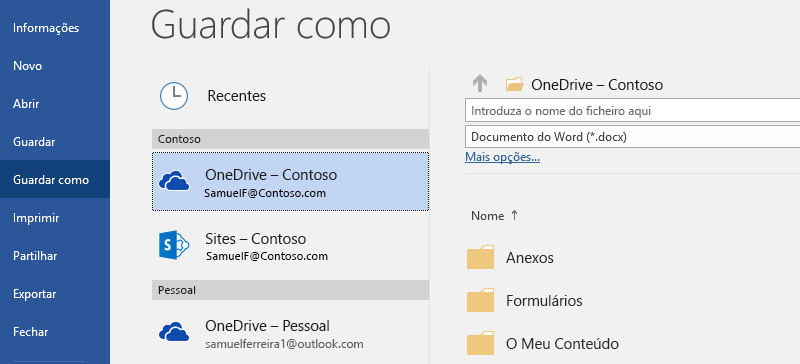 Guardar como
Informações
Novo
Abrir
Guardar
Guardar como
Imprimir
Partilhar
Exportar
Fechar
Recentes
Contoso
OneDrive – Contoso
SamuelF@Contoso.com
Sites – Contoso
SamuelF@Contoso.com
Pessoal
OneDrive – Pessoal
samuelferreira1@outlook.com
OneDrive – Contoso
Introduza o nome do ficheiro aqui
Documento do Word (*.docx)
Mais opções...
Nome ↑
Anexos
Formulários
O Meu Conteúdo